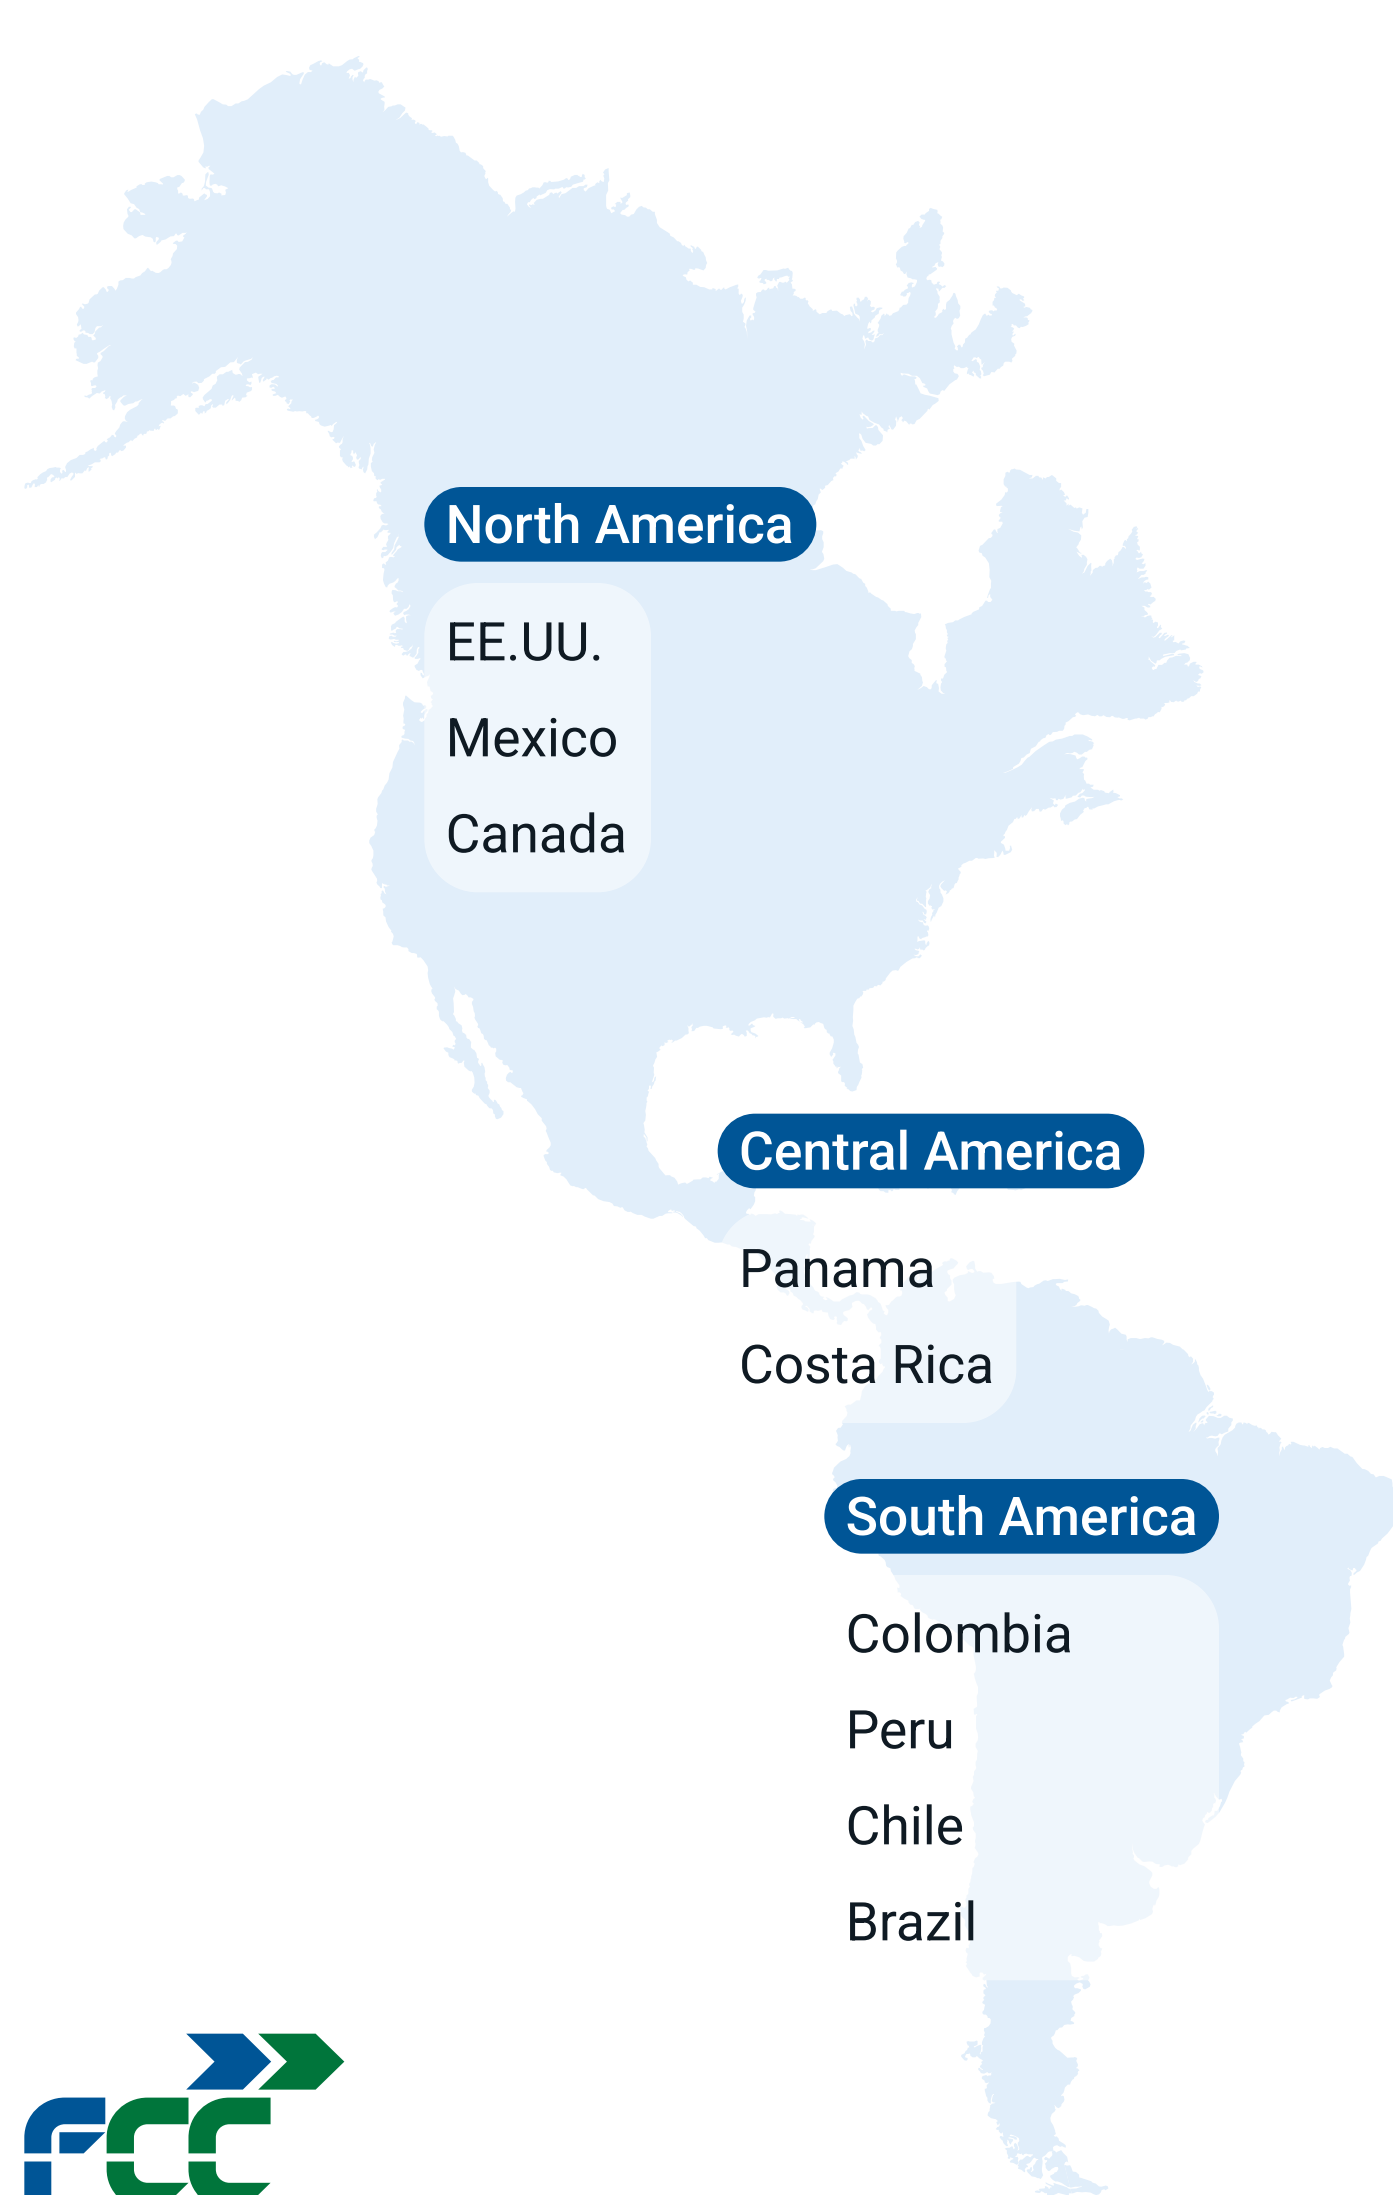 North America
EE.UU.
Mexico
Canada
Central America
Panama
Costa Rica
South America
Colombia
Peru
Chile
Brazil
FCC